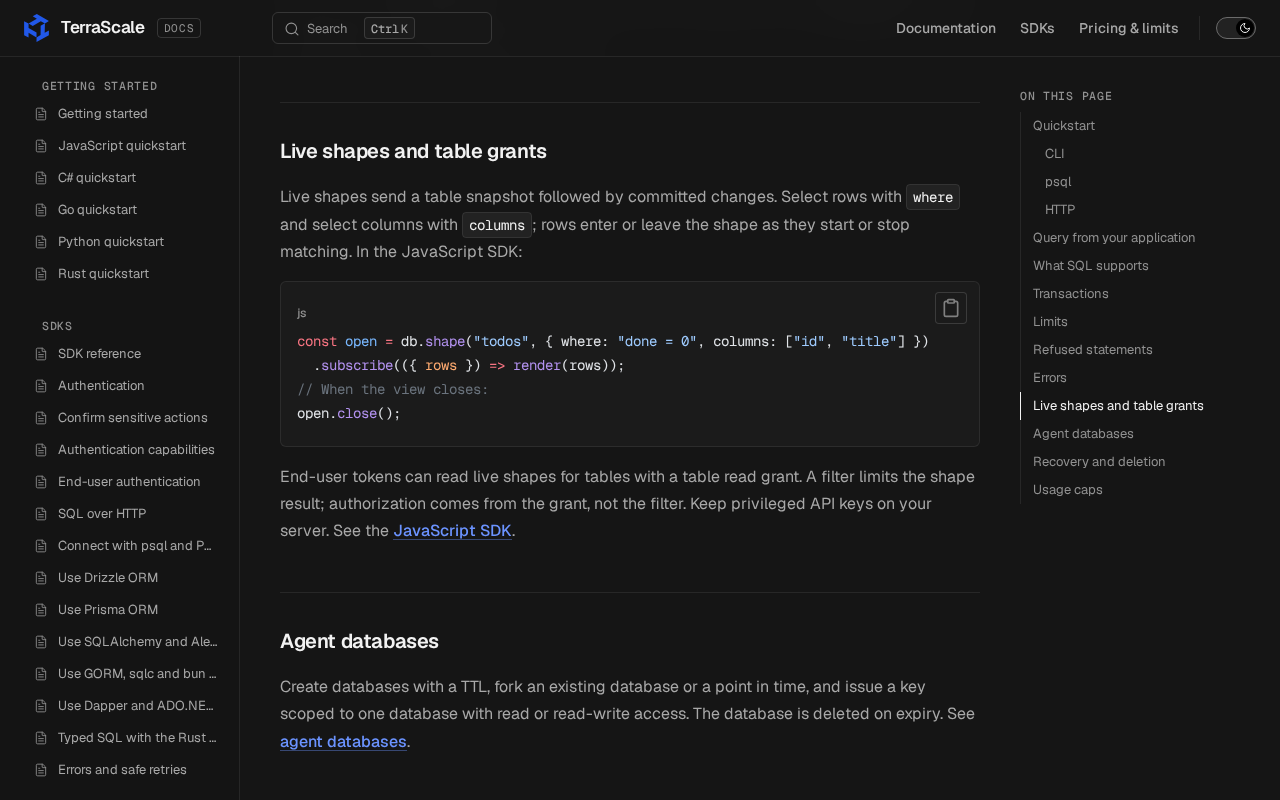 TerraScale DOCS
Search Ctrl K
Documentation
SDKs
Pricing & limits
GETTING STARTED
Getting started
JavaScript quickstart
C# quickstart
Go quickstart
Python quickstart
Rust quickstart
SDKS
SDK reference
Authentication
Confirm sensitive actions
Authentication capabilities
End-user authentication
SQL over HTTP
Connect with psql and P…
Use Drizzle ORM
Use Prisma ORM
Use SQLAlchemy and Ale…
Use GORM, sqlc and bun …
Use Dapper and ADO.NE…
Typed SQL with the Rust …
Errors and safe retries
Live shapes and table grants
Live shapes send a table snapshot followed by committed changes. Select rows with where
and select columns with columns; rows enter or leave the shape as they start or stop
matching. In the JavaScript SDK:
js
const open = db.shape("todos", { where: "done = 0", columns: ["id", "title"] })
  .subscribe(({ rows }) => render(rows));
// When the view closes:
open.close();
End-user tokens can read live shapes for tables with a table read grant. A filter limits the shape
result; authorization comes from the grant, not the filter. Keep privileged API keys on your
server. See the JavaScript SDK.
Agent databases
Create databases with a TTL, fork an existing database or a point in time, and issue a key
scoped to one database with read or read-write access. The database is deleted on expiry. See
agent databases.
ON THIS PAGE
Quickstart
CLI
psql
HTTP
Query from your application
What SQL supports
Transactions
Limits
Refused statements
Errors
Live shapes and table grants
Agent databases
Recovery and deletion
Usage caps